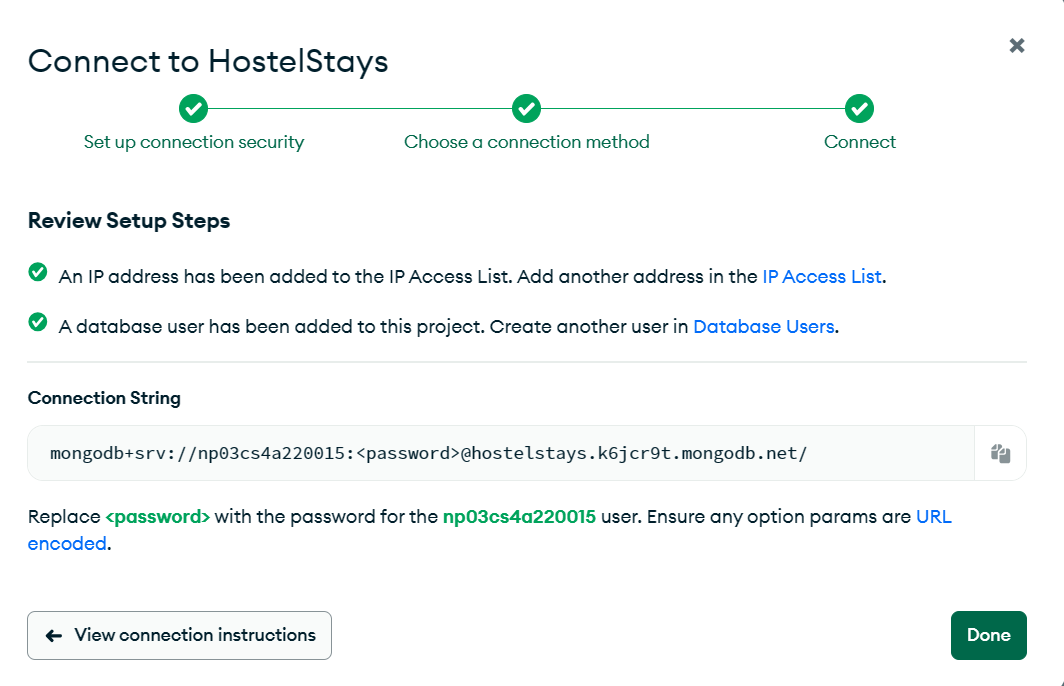 Connect to HostelStays
Set up connection security
Choose a connection method
Connect
Review Setup Steps
An IP address has been added to the IP Access List. Add another address in the IP Access List.
A database user has been added to this project. Create another user in Database Users.
Connection String
mongodb+srv://np03cs4a220015:<password>@hostelstays.k6jcr9t.mongodb.net/
Replace <password> with the password for the np03cs4a220015 user. Ensure any option params are URL
encoded.
View connection instructions
Done